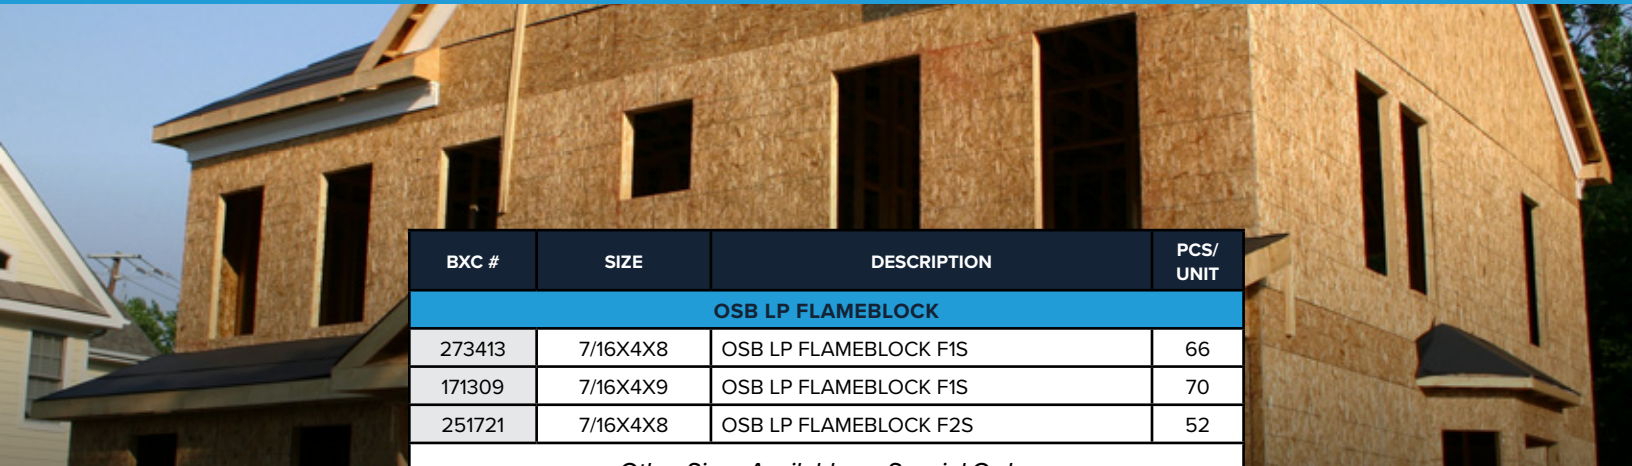 BXC # SIZE DESCRIPTION PCS/
UNIT
OSB LP FLAMEBLOCK
273413 7/16X4X8 OSB LP FLAMEBLOCK F1S 66
171309 7/16X4X9 OSB LP FLAMEBLOCK F1S 70
251721 7/16X4X8 OSB LP FLAMEBLOCK F2S 52